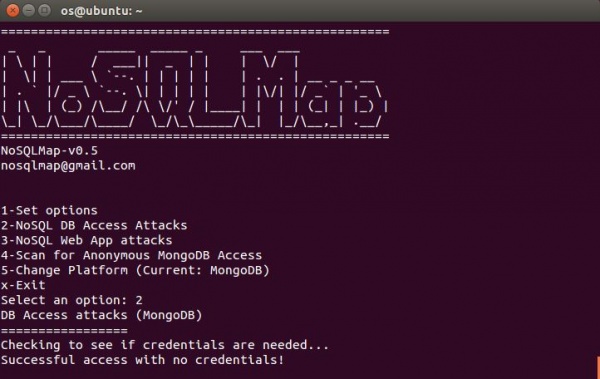 os@ubuntu: ~
===================================================
NoSQLMap
===================================================
NoSQLMap-v0.5
nosqlmap@gmail.com
1-Set options
2-NoSQL DB Access Attacks
3-NoSQL Web App attacks
4-Scan for Anonymous MongoDB Access
5-Change Platform (Current: MongoDB)
x-Exit
Select an option: 2
DB Access attacks (MongoDB)
=================
Checking to see if credentials are needed...
Successful access with no credentials!